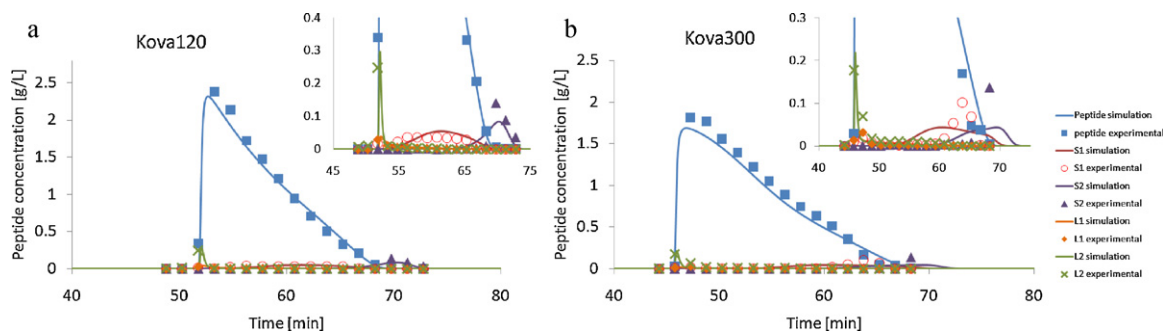 a
Kova120
Peptide concentration [g/L]
2.5
2
1.5
1
0.5
0
40 50 60 70 80
Time [min]
0.4
0.3
0.2
0.1
0
45 55 65 75
b
Kova300
Peptide concentration [g/L]
2.5
2
1.5
1
0.5
0
40 50 60 70 80
Time [min]
0.3
0.2
0.1
0
40 50 60 70
Peptide simulation
peptide experimental
S1 simulation
S1 experimental
S2 simulation
S2 experimental
L1 simulation
L1 experimental
L2 simulation
L2 experimental